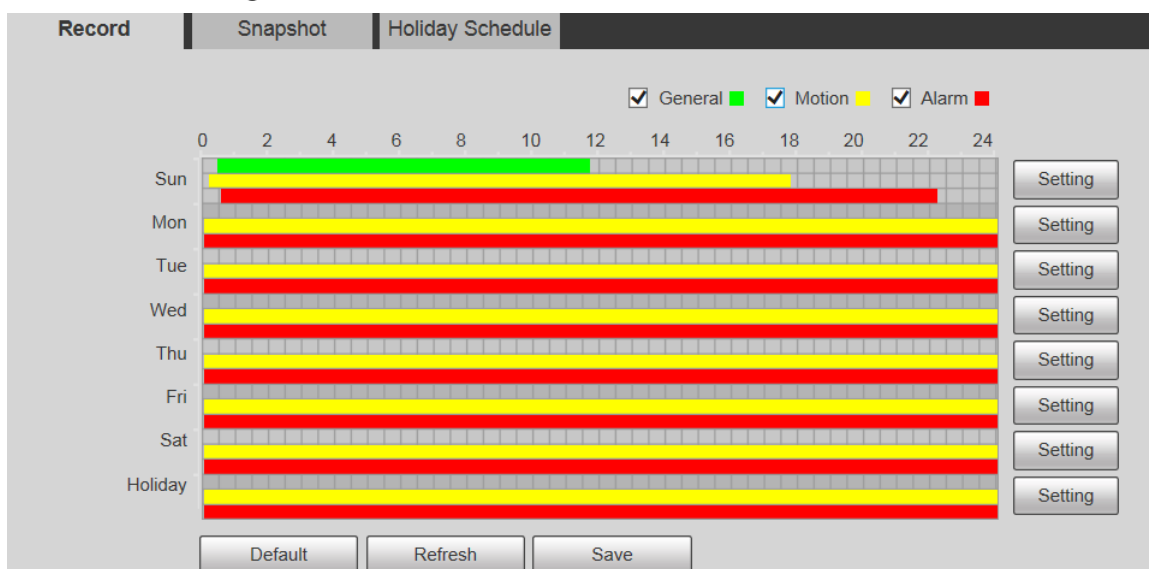 Record Snapshot Holiday Schedule
General Motion Alarm
0 2 4 6 8 10 12 14 16 18 20 22 24
Sun Setting
Mon Setting
Tue Setting
Wed Setting
Thu Setting
Fri Setting
Sat Setting
Holiday Setting
Default Refresh Save